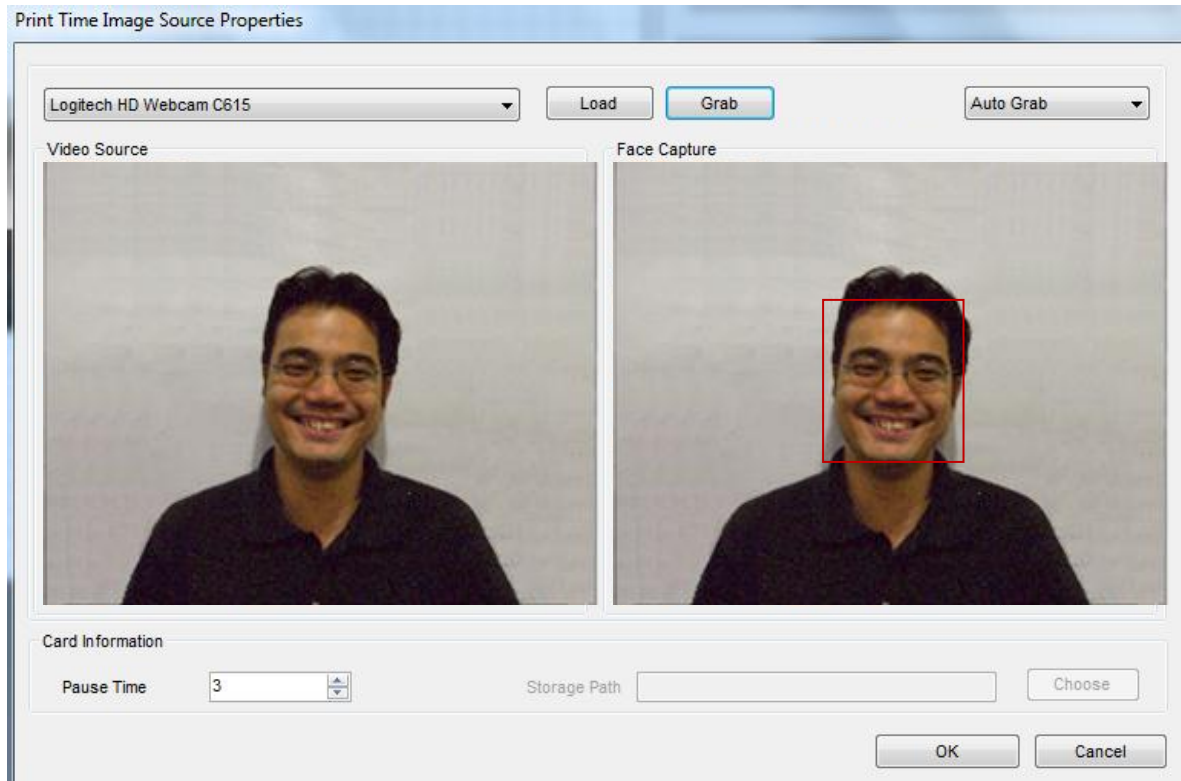 Print Time Image Source Properties
Logitech HD Webcam C615
Load
Grab
Auto Grab
Video Source
Face Capture
Card Information
Pause Time
3
Storage Path
Choose
OK
Cancel